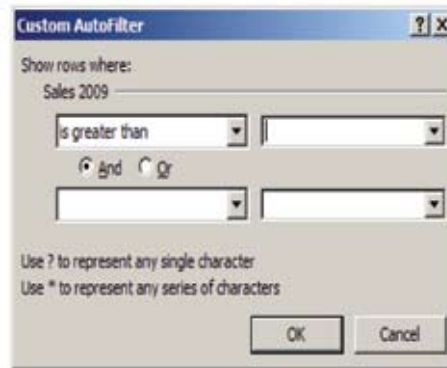 Custom AutoFilter
? X
Show rows where:
Sales 2009
is greater than
And Or
Use ? to represent any single character
Use * to represent any series of characters
OK Cancel